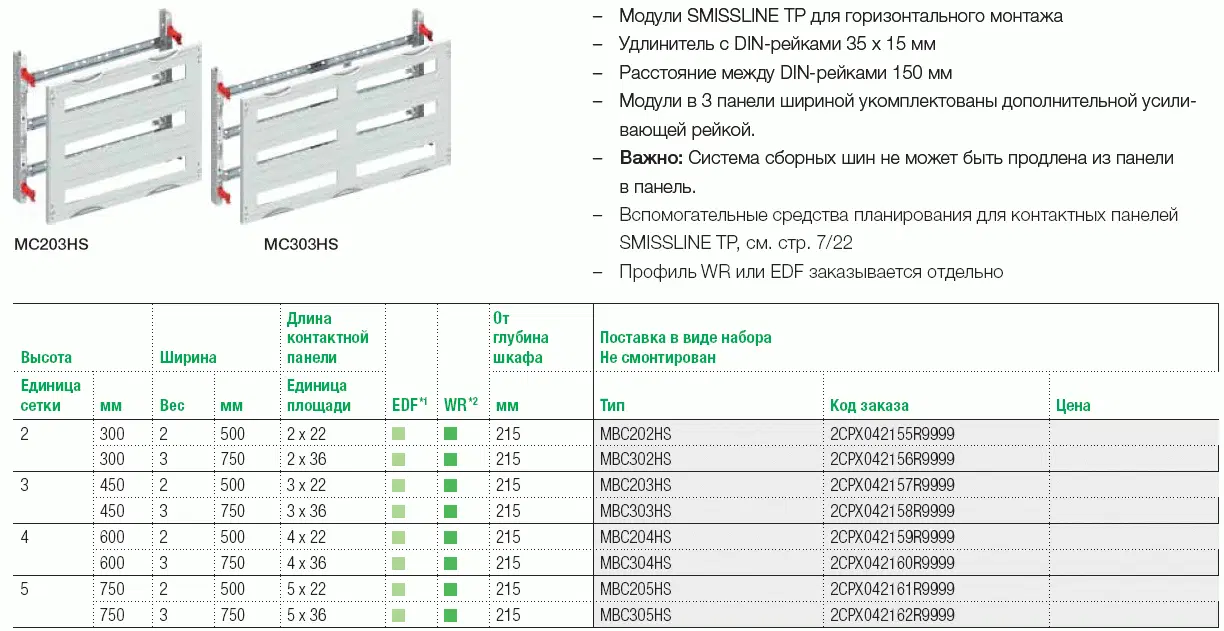 – Модули SMISSLINE TP для горизонтального монтажа
– Удлинитель с DIN-рейками 35 x 15 мм
– Расстояние между DIN-рейками 150 мм
– Модули в 3 панели шириной укомплектованы дополнительной усили-
вающей рейкой.
– Важно: Система сборных шин не может быть продлена из панели
в панель.
– Вспомогательные средства планирования для контактных панелей
SMISSLINE TP, см. стр. 7/22
– Профиль WR или EDF заказывается отдельно
MC203HS MC303HS
Высота Ширина Длина контактной панели От глубина шкафа Поставка в виде набора Не смонтирован
Единица сетки мм Вес мм Единица площади EDF*1 WR*2 мм Тип Код заказа Цена
2 300 2 500 2 x 22 215 MBC202HS 2CPX042155R9999
300 3 750 2 x 36 215 MBC302HS 2CPX042156R9999
3 450 2 500 3 x 22 215 MBC203HS 2CPX042157R9999
450 3 750 3 x 36 215 MBC303HS 2CPX042158R9999
4 600 2 500 4 x 22 215 MBC204HS 2CPX042159R9999
600 3 750 4 x 36 215 MBC304HS 2CPX042160R9999
5 750 2 500 5 x 22 215 MBC205HS 2CPX042161R9999
750 3 750 5 x 36 215 MBC305HS 2CPX042162R9999